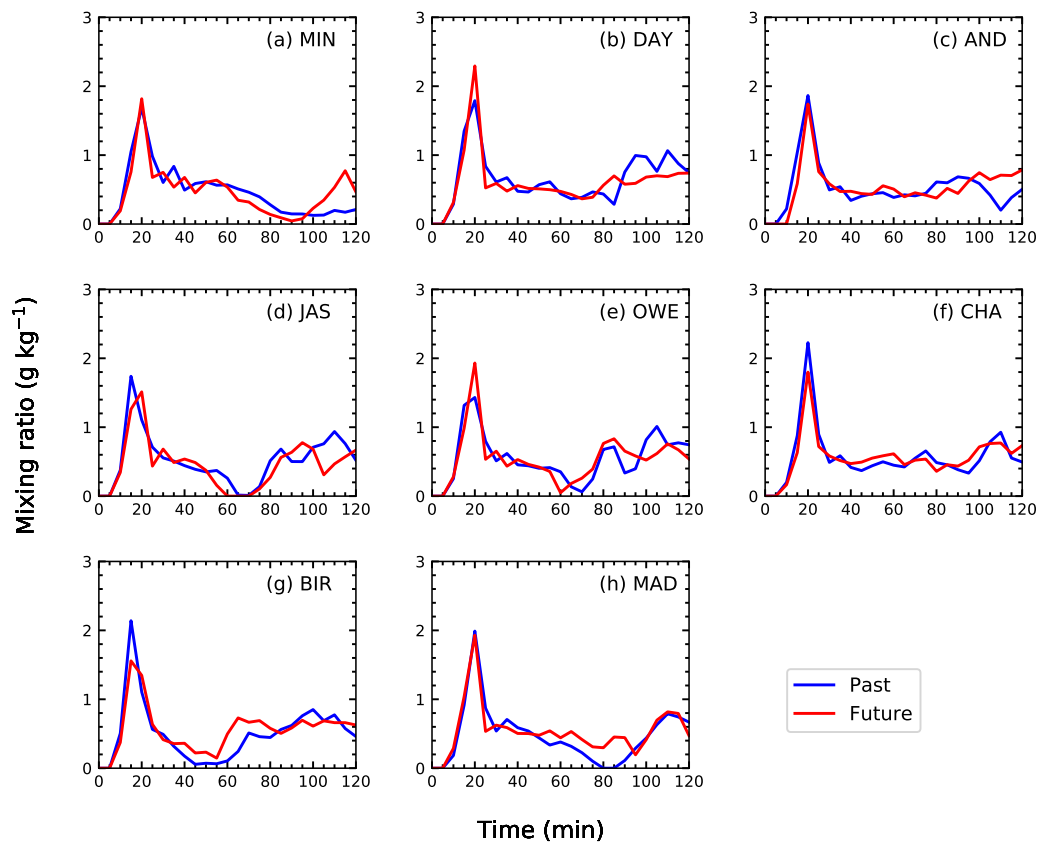 (a) MIN
(b) DAY
(c) AND
3
2
1
0
0 20 40 60 80 100 120
3
2
1
0
0 20 40 60 80 100 120
3
2
1
0
0 20 40 60 80 100 120
(d) JAS
(e) OWE
(f) CHA
3
2
1
0
0 20 40 60 80 100 120
3
2
1
0
0 20 40 60 80 100 120
3
2
1
0
0 20 40 60 80 100 120
Mixing ratio (g kg⁻¹)
(g) BIR
(h) MAD
3
2
1
0
0 20 40 60 80 100 120
3
2
1
0
0 20 40 60 80 100 120
Past
Future
Time (min)